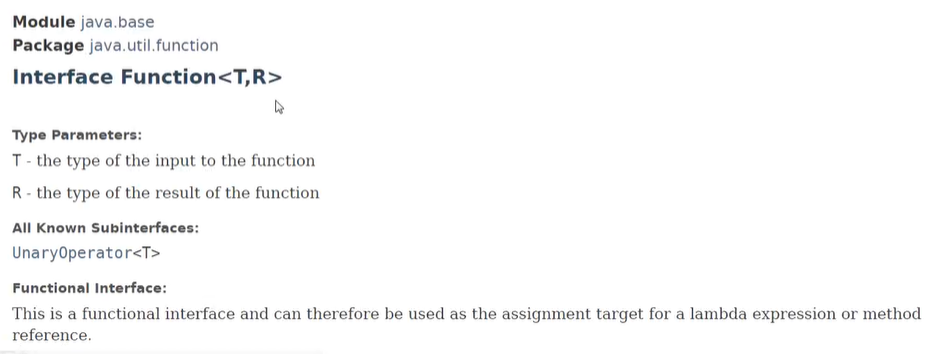 Module java.base
Package java.util.function
Interface Function<T,R>
Type Parameters:
T - the type of the input to the function
R - the type of the result of the function
All Known Subinterfaces:
UnaryOperator<T>
Functional Interface:
This is a functional interface and can therefore be used as the assignment target for a lambda expression or method
reference.